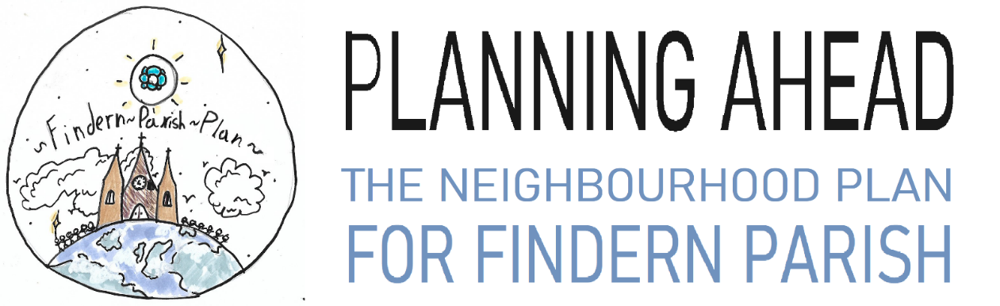 ~Findern~Parish~Plan~
PLANNING AHEAD
THE NEIGHBOURHOOD PLAN
FOR FINDERN PARISH